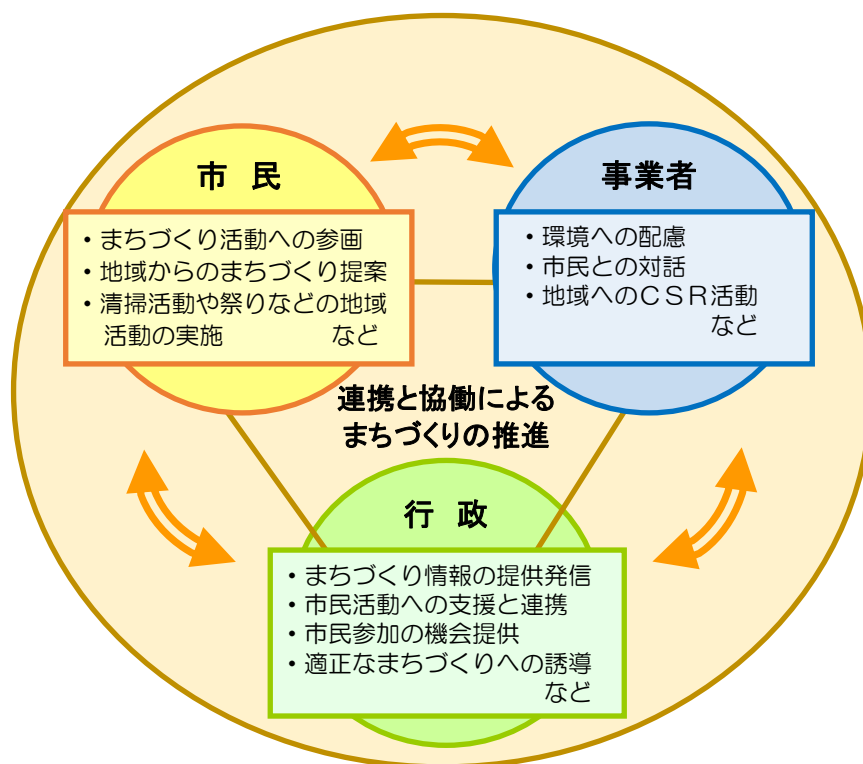 市 民
・まちづくり活動への参画
・地域からのまちづくり提案
・清掃活動や祭りなどの地域
活動の実施 など
事業者
・環境への配慮
・市民との対話
・地域へのCSR活動
など
連携と協働による
まちづくりの推進
行 政
・まちづくり情報の提供発信
・市民活動への支援と連携
・市民参加の機会提供
・適正なまちづくりへの誘導
など